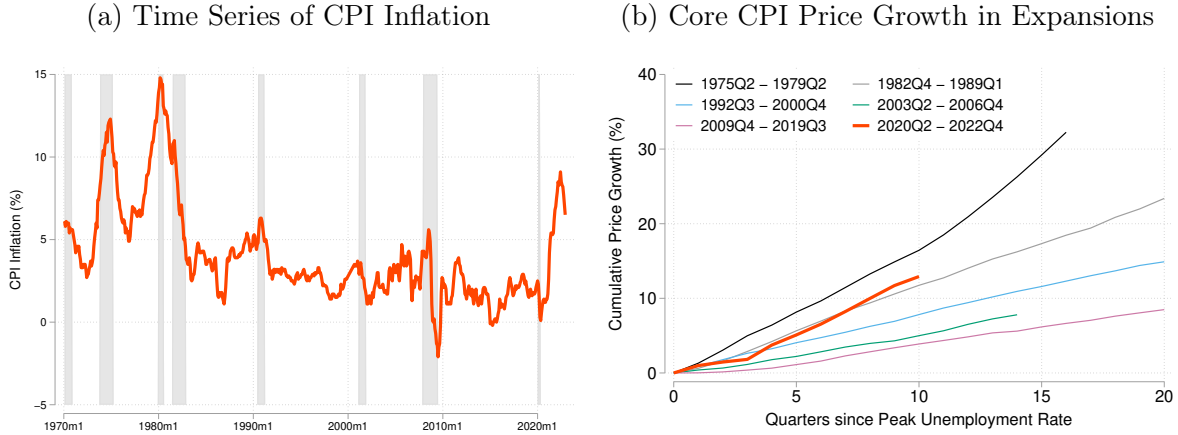 (a) Time Series of CPI Inflation
CPI Inflation (%)
15
10
5
0
−5
1970m1 1980m1 1990m1 2000m1 2010m1 2020m1
(b) Core CPI Price Growth in Expansions
Cumulative Price Growth (%)
40
30
20
10
0
1975Q2 − 1979Q2 1982Q4 − 1989Q1
1992Q3 − 2000Q4 2003Q2 − 2006Q4
2009Q4 − 2019Q3 2020Q2 − 2022Q4
0 5 10 15 20
Quarters since Peak Unemployment Rate